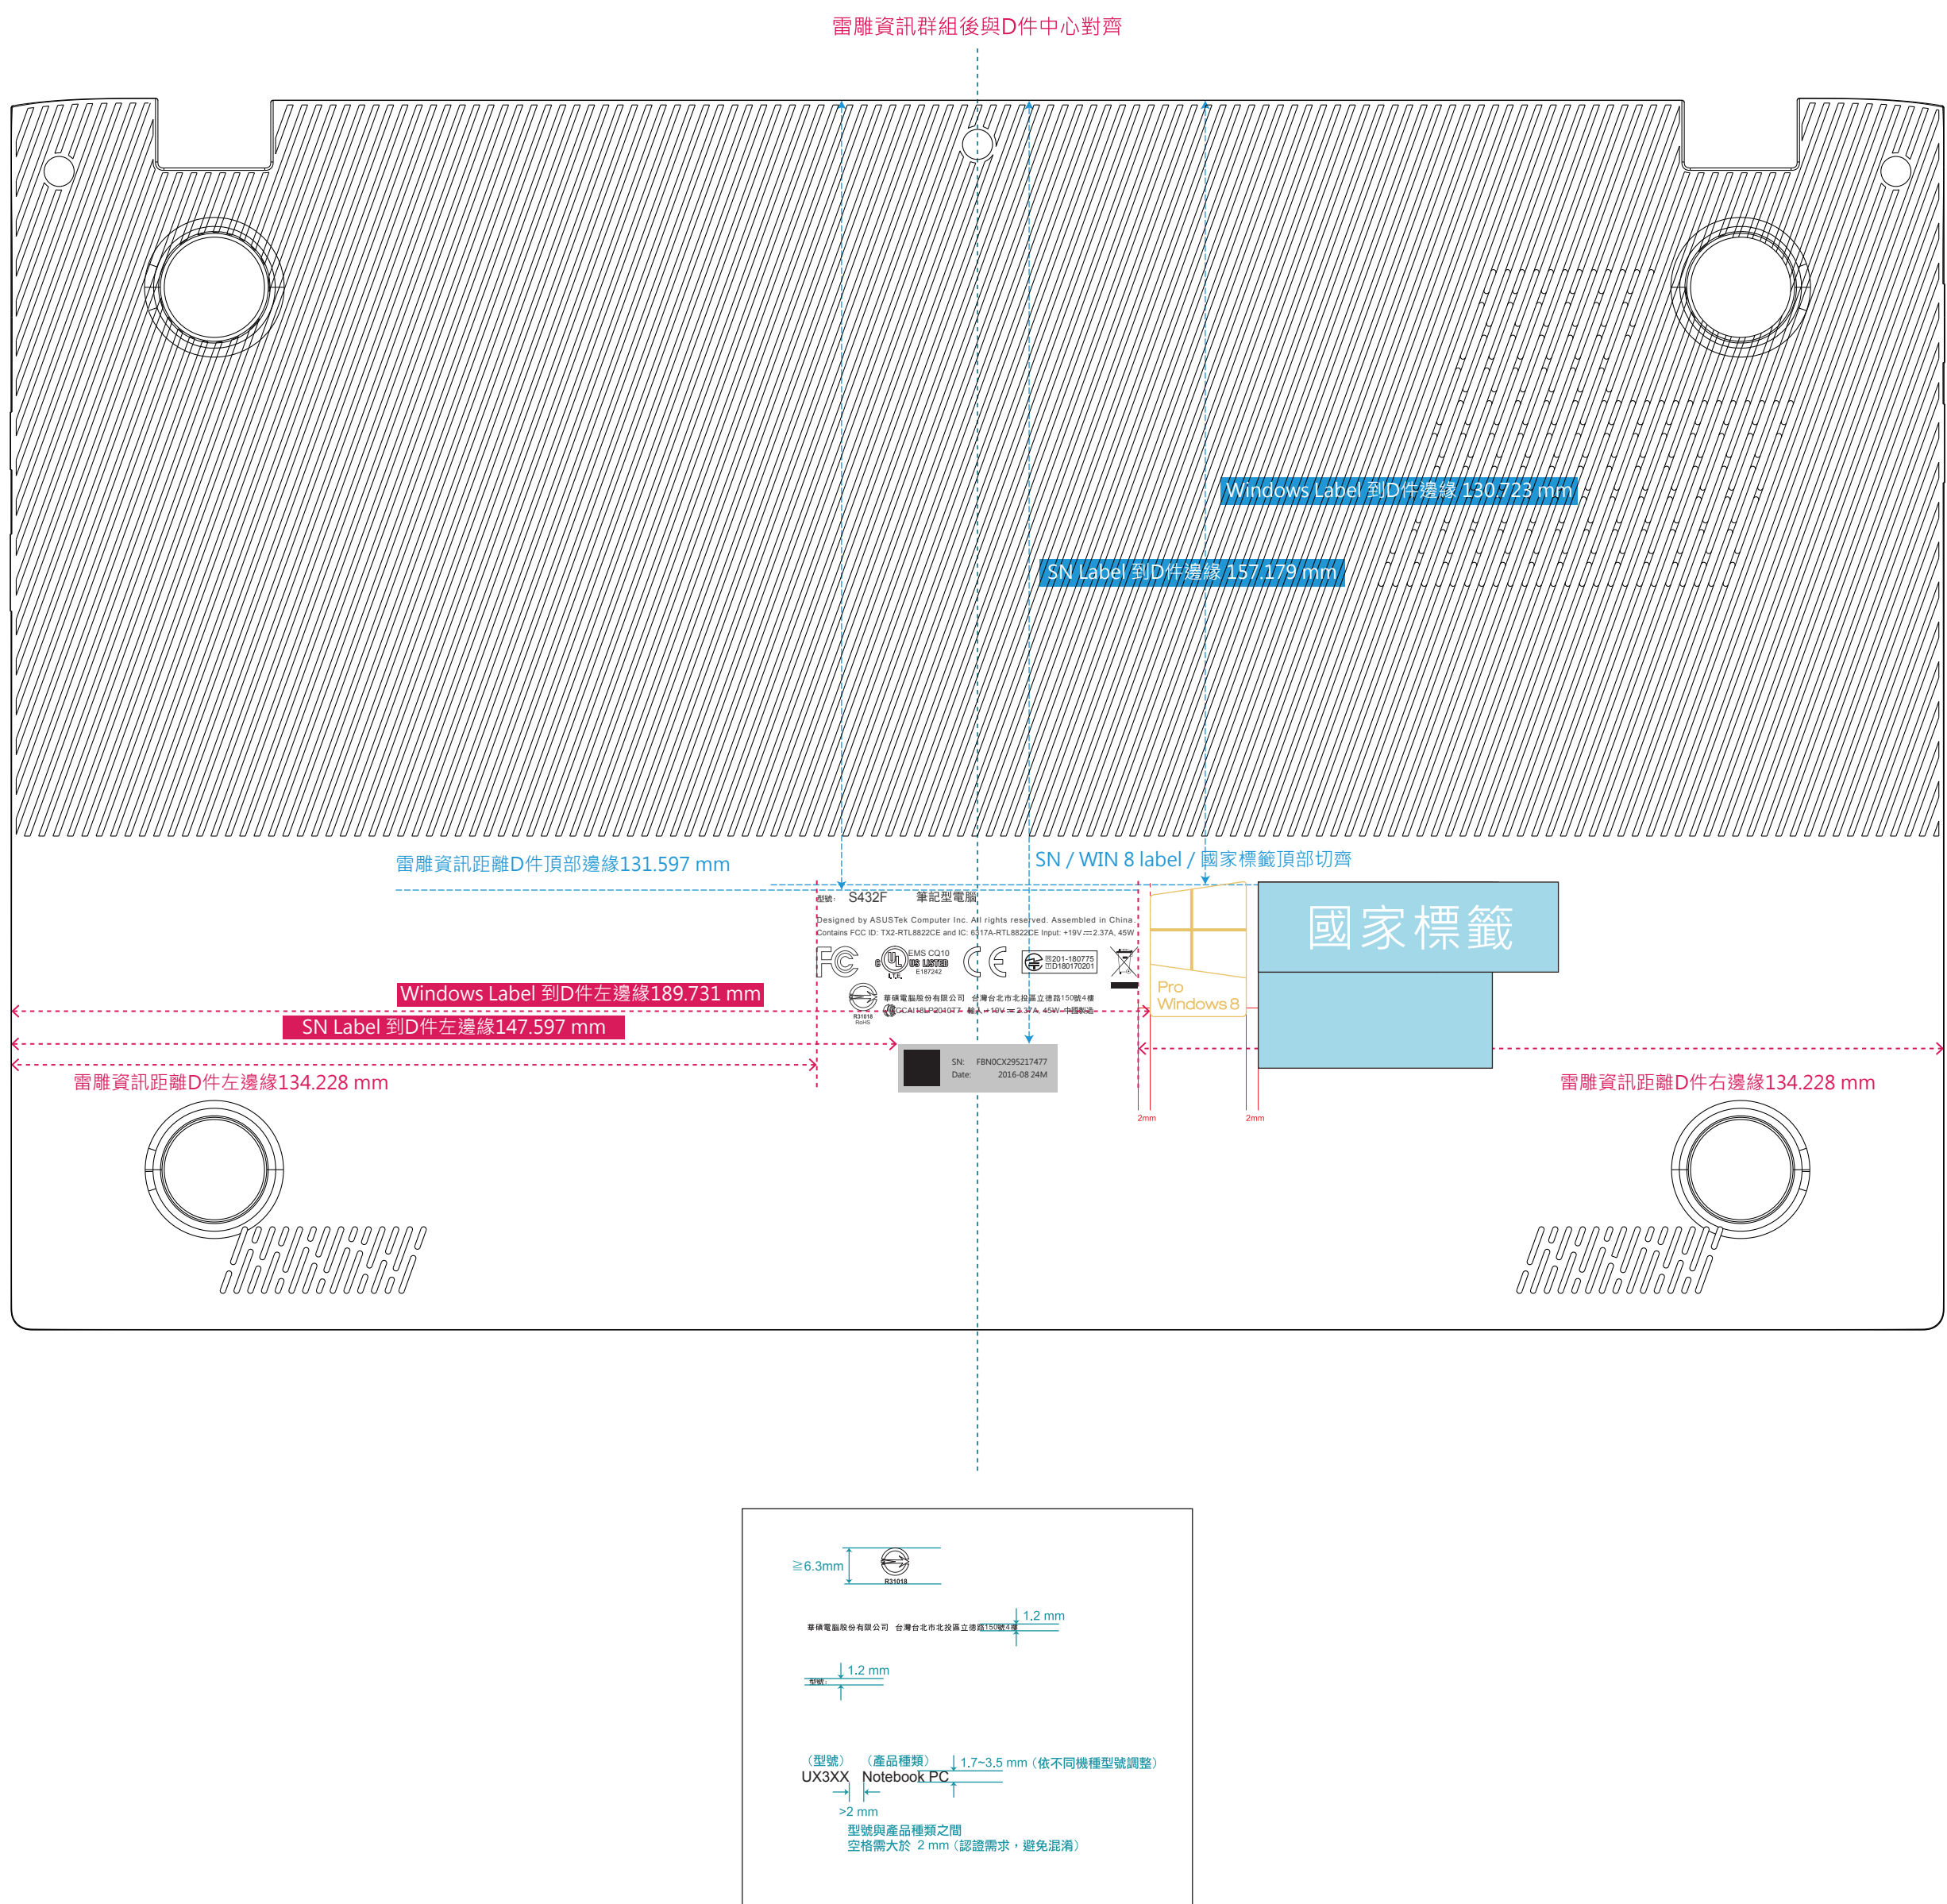 雷雕資訊群組後與D件中心對齊
Windows Label 到D件邊緣 130.723 mm
SN Label 到D件邊緣 157.179 mm
雷雕資訊距離D件頂部邊緣131.597 mm
SN / WIN 8 label / 國家標籤頂部切齊
型號: S432F 筆記型電腦
Designed by ASUSTek Computer Inc. All rights reserved. Assembled in China.
Contains FCC ID: TX2-RTL8822CE and IC: 6317A-RTL8822CE Input: +19V⎓2.37A, 45W
FC
C UL US LISTED
I.T.E.
EMS CQ10
E187242
CE
201-180775
D180170201
R31018
RoHS
華碩電腦股份有限公司 台灣台北市北投區立德路150號4樓
CCAI18LP2010T7 輸入 +19V⎓2.37A, 45W 中國製造
Pro
Windows 8
國家標籤
Windows Label 到D件左邊緣189.731 mm
SN Label 到D件左邊緣147.597 mm
SN: FBN0CX295217477
Date: 2016-08 24M
雷雕資訊距離D件左邊緣134.228 mm
雷雕資訊距離D件右邊緣134.228 mm
2mm
2mm
≧6.3mm
R31018
1.2 mm
華碩電腦股份有限公司 台灣台北市北投區立德路150號4樓
1.2 mm
型號:
（型號） （產品種類） 1.7~3.5 mm（依不同機種型號調整）
UX3XX Notebook PC
>2 mm
型號與產品種類之間
空格需大於 2 mm（認證需求，避免混淆）